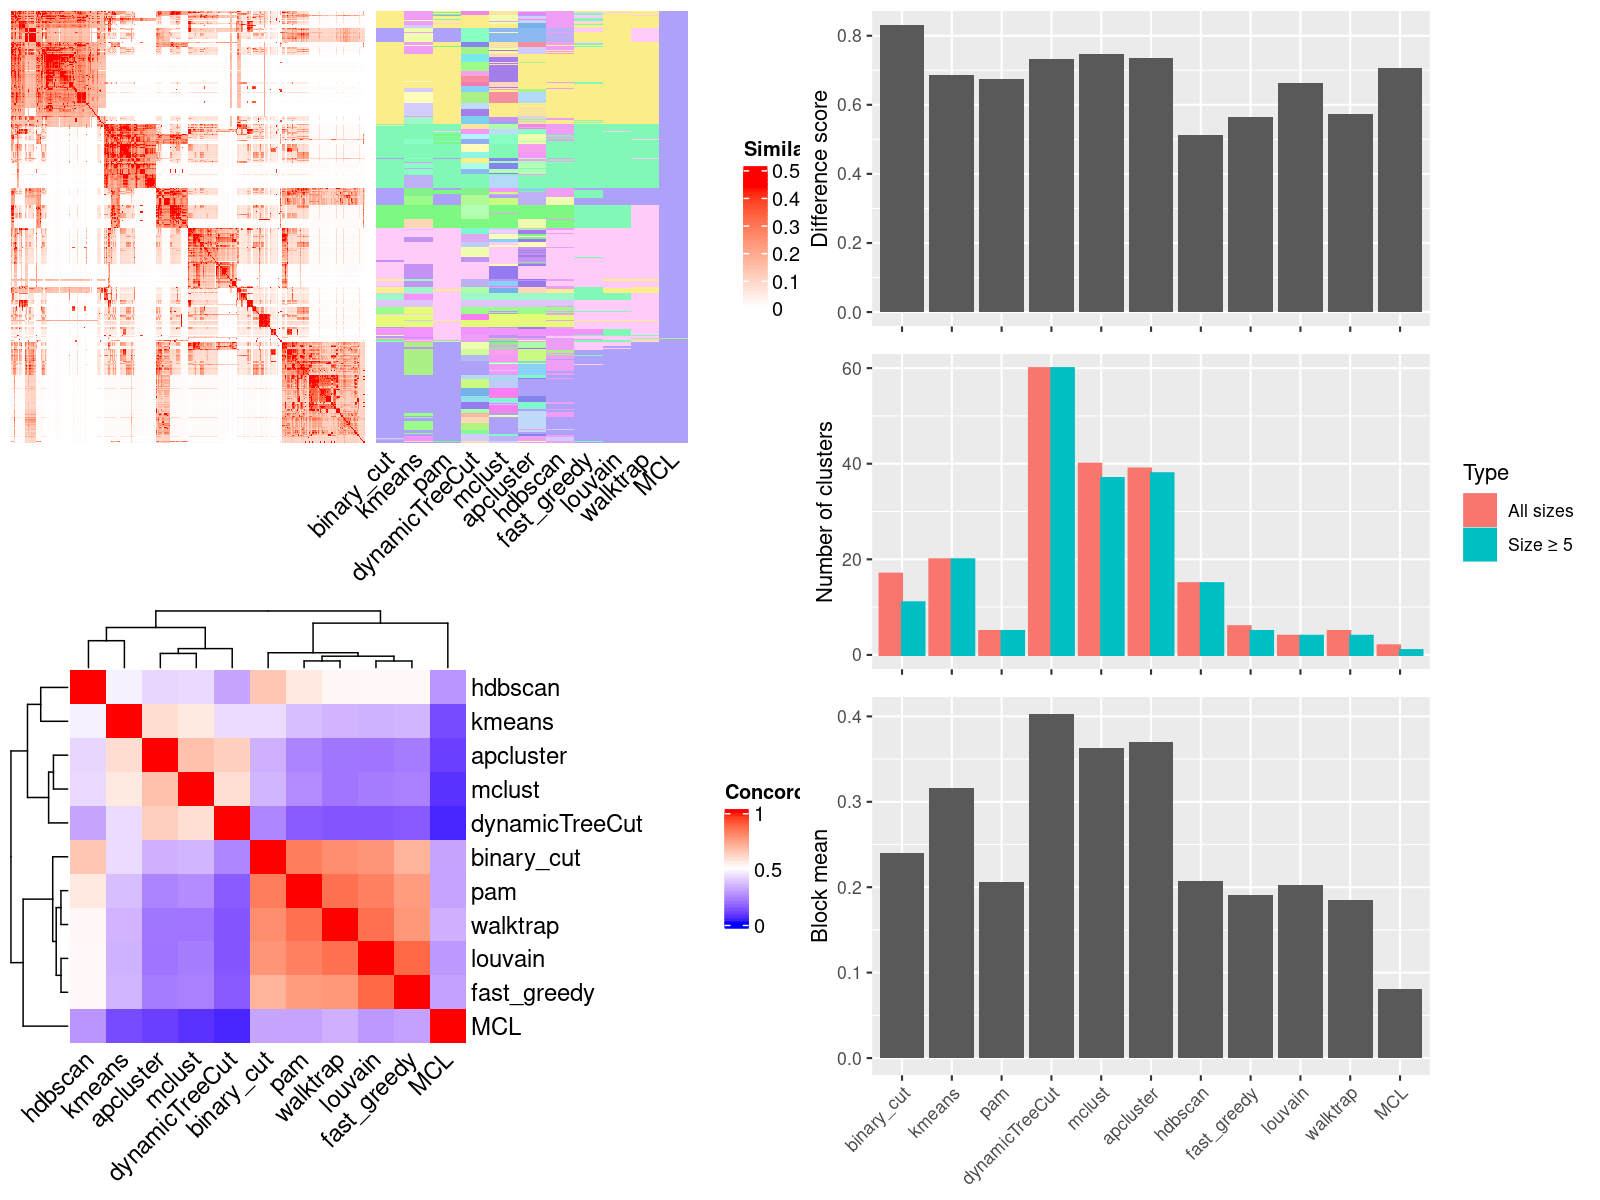 Simila
0.5
0.4
0.3
0.2
0.1
0
binary_cut
kmeans
pam
dynamicTreeCut
mclust
apcluster
hdbscan
fast_greedy
louvain
walktrap
MCL
hdbscan
kmeans
apcluster
mclust
dynamicTreeCut
binary_cut
pam
walktrap
louvain
fast_greedy
MCL
hdbscan
kmeans
apcluster
mclust
dynamicTreeCut
binary_cut
pam
walktrap
louvain
fast_greedy
MCL
Concord
1
0.5
0
Difference score
0.8
0.6
0.4
0.2
0.0
Number of clusters
60
40
20
0
Type
All sizes
Size ≥ 5
Block mean
0.4
0.3
0.2
0.1
0.0
binary_cut
kmeans
pam
dynamicTreeCut
mclust
apcluster
hdbscan
fast_greedy
louvain
walktrap
MCL